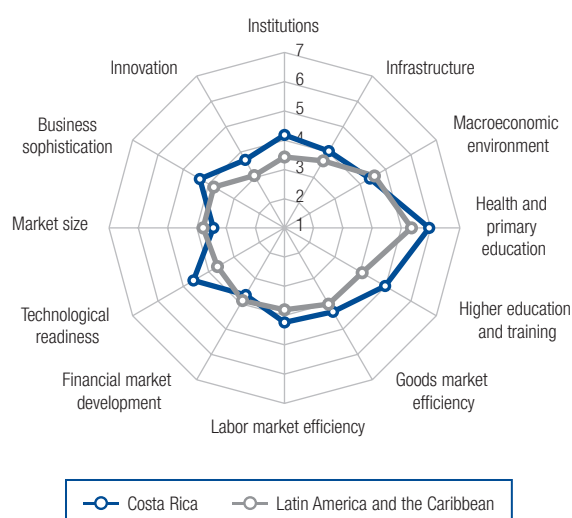 Institutions
7
6
5
4
3
2
1
Infrastructure
Macroeconomic
environment
Health and
primary
education
Higher education
and training
Goods market
efficiency
Labor market efficiency
Financial market
development
Technological
readiness
Market size
Business
sophistication
Innovation
Costa Rica
Latin America and the Caribbean